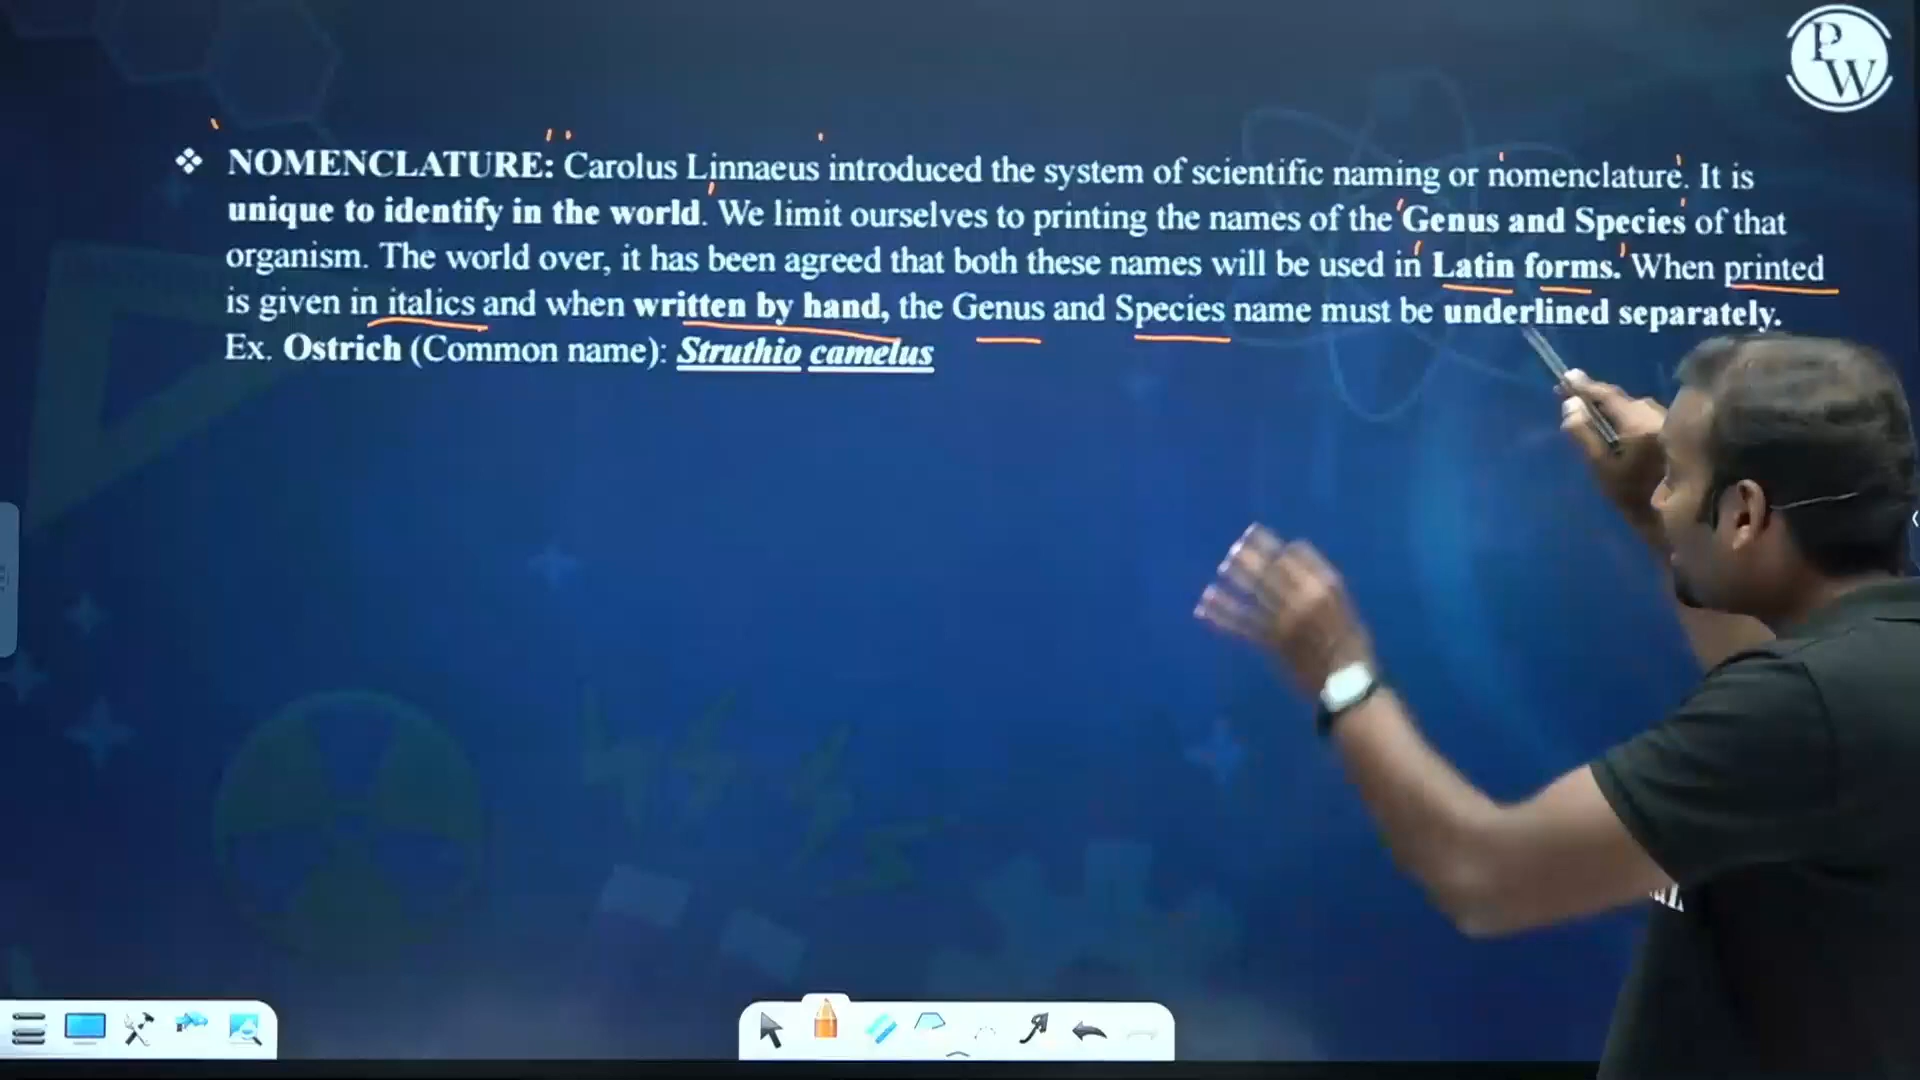 PW
❖ NOMENCLATURE: Carolus Linnaeus introduced the system of scientific naming or nomenclature. It is
unique to identify in the world. We limit ourselves to printing the names of the 'Genus and Species' of that
organism. The world over, it has been agreed that both these names will be used in Latin forms. When printed
is given in italics and when written by hand, the Genus and Species name must be underlined separately.
Ex. Ostrich (Common name): Struthio camelus